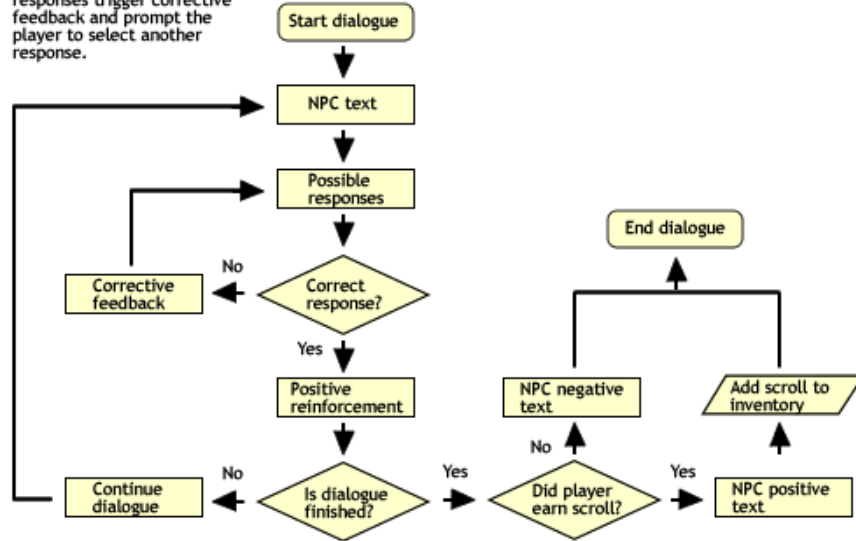 responses trigger corrective
feedback and prompt the
player to select another
response.
Start dialogue
NPC text
Possible
responses
End dialogue
No
Corrective
feedback
Correct
response?
Yes
Positive
reinforcement
NPC negative
text
Add scroll to
inventory
No
Continue
dialogue
No
Is dialogue
finished?
Yes
Did player
earn scroll?
Yes
NPC positive
text